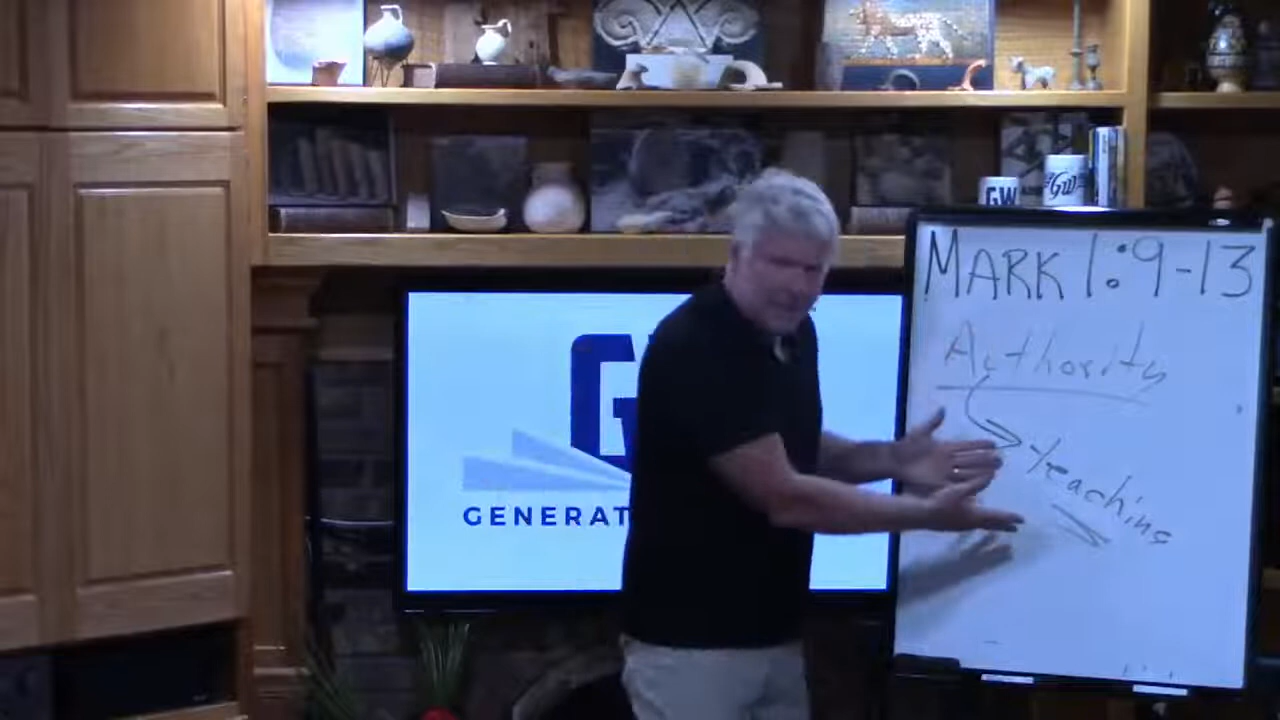 GW
GW
MARK 1:9-13
Authority
teaching
G
GENERAT